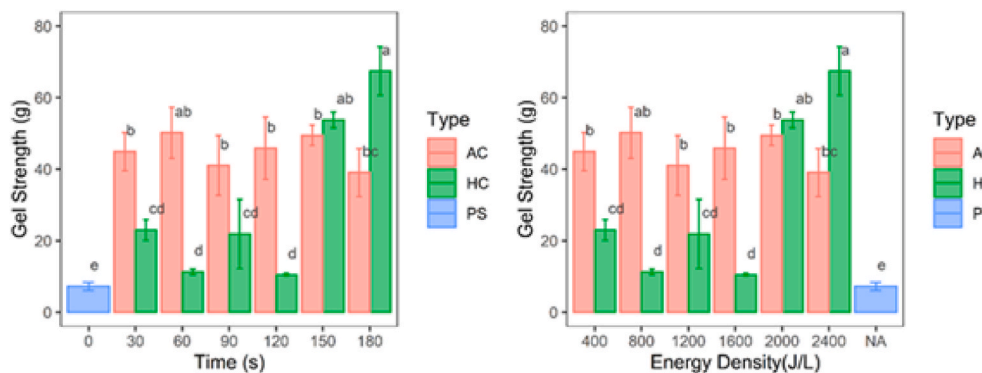 80
60
40
20
0
Gel Strength (g)
e
b
cd
ab
d
b
cd
b
d
b
ab
bc
a
0 30 60 90 120 150 180
Time (s)
Type
AC
HC
PS
80
60
40
20
0
Gel Strength (g)
b
cd
ab
d
b
cd
b
d
b
ab
bc
a
e
400 800 1200 1600 2000 2400 NA
Energy Density(J/L)
Type
A
H
P